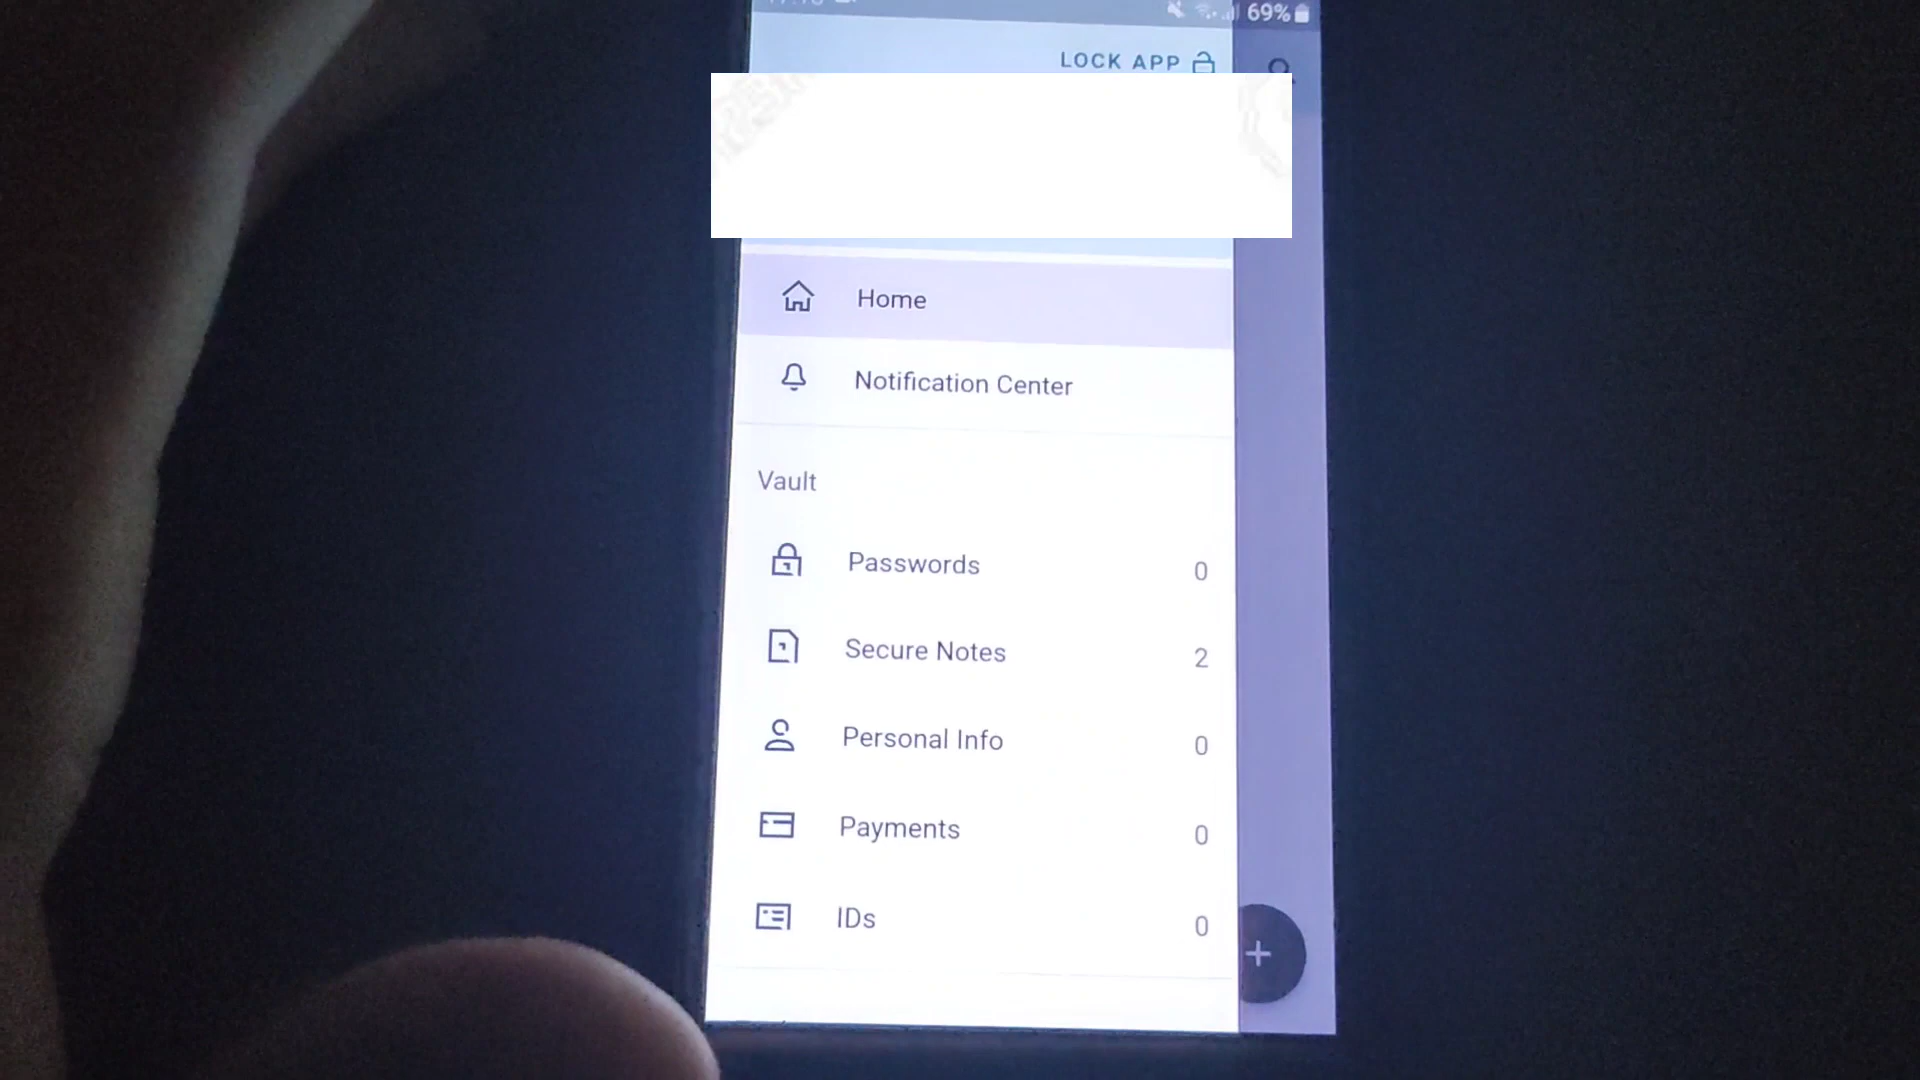 69%
LOCK APP
Home
Notification Center
Vault
Passwords 0
Secure Notes 2
Personal Info 0
Payments 0
IDs 0